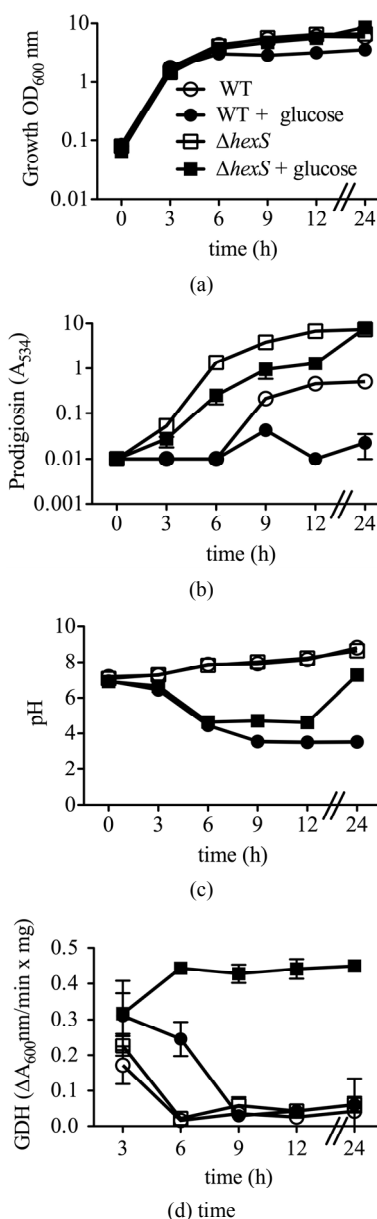 Growth OD600 nm
10
1
0.1
0.01
WT
WT + glucose
ΔhexS
ΔhexS + glucose
0 3 6 9 12 24
time (h)
(a)
Prodigiosin (A534)
10
1
0.1
0.01
0.001
0 3 6 9 12 24
time (h)
(b)
pH
10
8
6
4
2
0
0 3 6 9 12 24
time (h)
(c)
GDH (ΔA600nm/min x mg)
0.5
0.4
0.3
0.2
0.1
0.0
3 6 9 12 24
(d) time